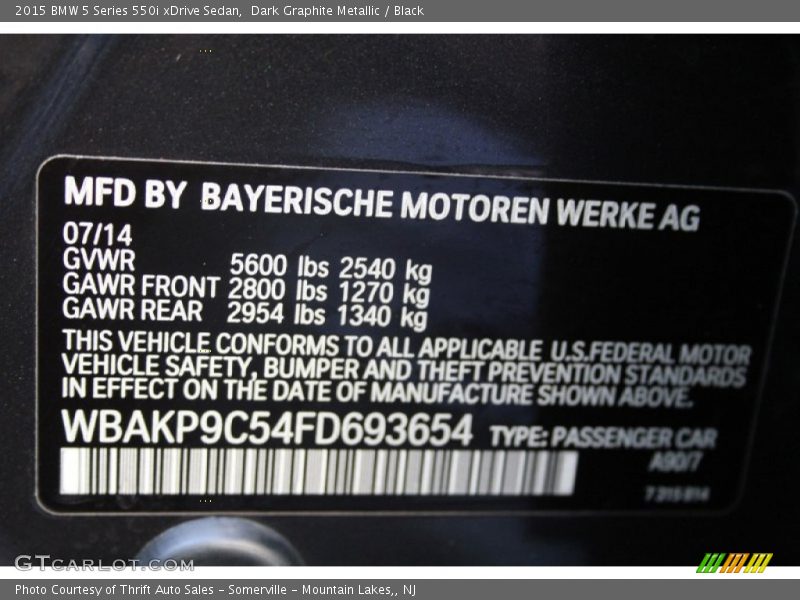 2015 BMW 5 Series 550i xDrive Sedan,  Dark Graphite Metallic / Black
MFD BY BAYERISCHE MOTOREN WERKE AG
07/14
GVWR 5600 lbs 2540 kg
GAWR FRONT 2800 lbs 1270 kg
GAWR REAR 2954 lbs 1340 kg
THIS VEHICLE CONFORMS TO ALL APPLICABLE U.S.FEDERAL MOTOR
VEHICLE SAFETY, BUMPER AND THEFT PREVENTION STANDARDS
IN EFFECT ON THE DATE OF MANUFACTURE SHOWN ABOVE.
WBAKP9C54FD693654 TYPE: PASSENGER CAR
A90/7
GTCARLOT.COM
Photo Courtesy of Thrift Auto Sales – Somerville – Mountain Lakes,, NJ